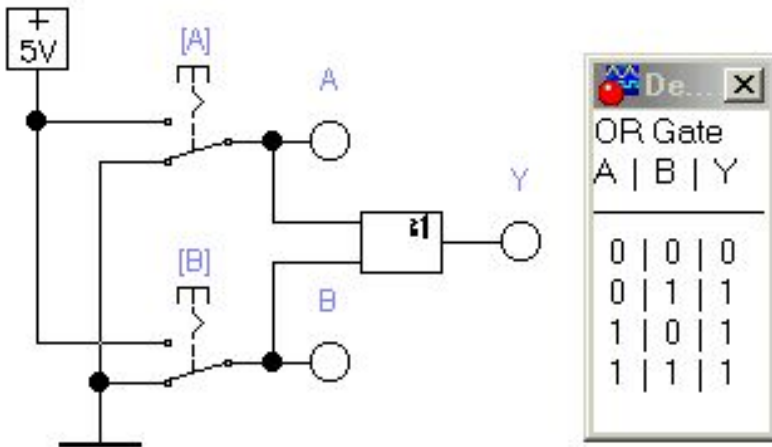 +
5V
[A]
A
Y
[B]
B
≥1
De...
OR Gate
A | B | Y
0 | 0 | 0
0 | 1 | 1
1 | 0 | 1
1 | 1 | 1